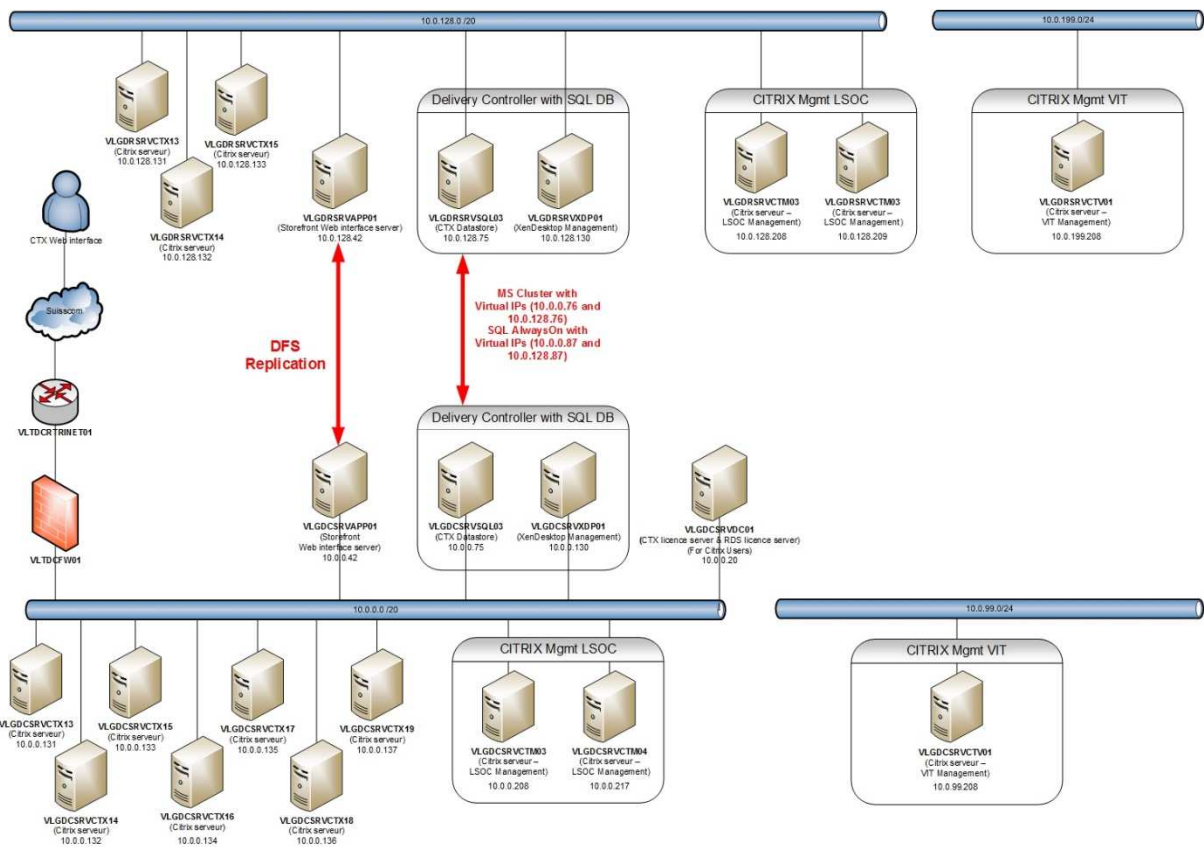 10.0.128.0 /20
10.0.199.0/24
VLGDRSRVCTX13
(Citrix serveur)
10.0.128.131
VLGDRSRVCTX15
(Citrix serveur)
10.0.128.133
VLGDRSRVCTX14
(Citrix serveur)
10.0.128.132
VLGDRSRVAPP01
(Storefront Web interface server)
10.0.128.42
Delivery Controller with SQL DB
VLGDRSRVSQL03
(CTX Datastore)
10.0.128.75
VLGDRSRVXDP01
(XenDesktop Management)
10.0.128.130
CITRIX Mgmt LSOC
VLGDRSRVCTM03
(Citrix serveur –
LSOC Management)
10.0.128.208
VLGDRSRVCTM03
(Citrix serveur –
LSOC Management)
10.0.128.209
CITRIX Mgmt VIT
VLGDRSRVCTV01
(Citrix serveur –
VIT Management)
10.0.199.208
CTX Web interface
Suisscom
VLTDCRTRINET01
VLTDCFW01
DFS
Replication
MS Cluster with
Virtual IPs (10.0.0.76 and
10.0.128.76)
SQL AlwaysOn with
Virtual IPs (10.0.0.87 and
10.0.128.87)
VLGDCSRVAPP01
(Storefront
Web interface server)
10.0.0.42
Delivery Controller with SQL DB
VLGDCSRVSQL03
(CTX Datastore)
10.0.0.75
VLGDCSRVXDP01
(XenDesktop Management)
10.0.0.130
VLGDCSRVDC01
(CTX licence server & RDS licence server)
(For Citrix Users)
10.0.0.20
10.0.0.0 /20
10.0.99.0/24
VLGDCSRVCTX13
(Citrix serveur)
10.0.0.131
VLGDCSRVCTX15
(Citrix serveur)
10.0.0.133
VLGDCSRVCTX17
(Citrix serveur)
10.0.0.135
VLGDCSRVCTX19
(Citrix serveur)
10.0.0.137
VLGDCSRVCTX14
(Citrix serveur)
10.0.0.132
VLGDCSRVCTX16
(Citrix serveur)
10.0.0.134
VLGDCSRVCTX18
(Citrix serveur)
10.0.0.136
CITRIX Mgmt LSOC
VLGDCSRVCTM03
(Citrix serveur –
LSOC Management)
10.0.0.208
VLGDCSRVCTM04
(Citrix serveur –
LSOC Management)
10.0.0.217
CITRIX Mgmt VIT
VLGDCSRVCTV01
(Citrix serveur –
VIT Management)
10.0.99.208